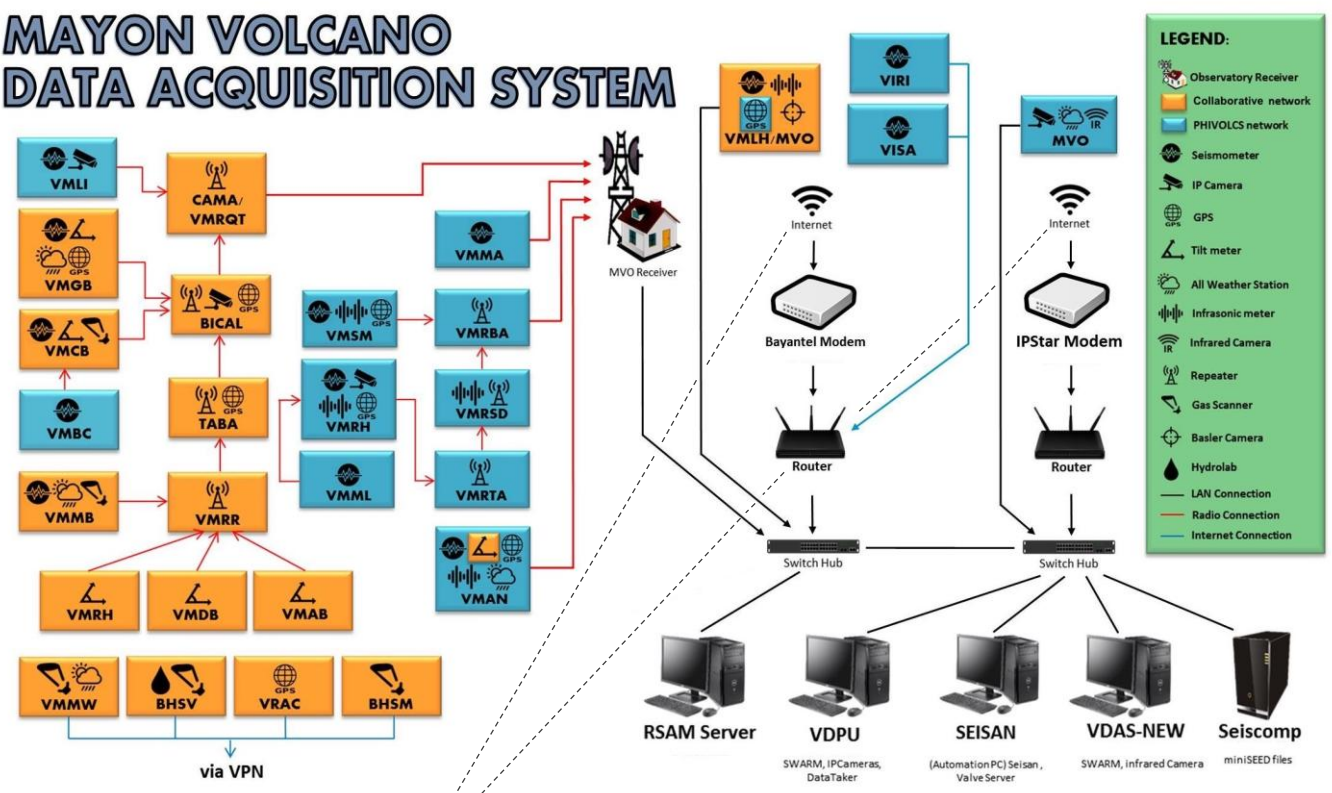 MAYON VOLCANO
DATA ACQUISITION SYSTEM
VMLI
CAMA/
VMRQT
GPS
VMGB
GPS
BICAL
VMCB
VMBC
GPS
TABA
VMMB
VMRR
VMRH
VMDB
VMAB
VMMW
BHSV
GPS
VRAC
BHSM
via VPN
VMMA
GPS
VMSM
VMRBA
GPS
VMRH
VMRSD
VMML
VMRTA
GPS
VMAN
MVO Receiver
GPS
VMLH/MVO
VIRI
VISA
IR
MVO
Internet
Bayantel Modem
Router
Switch Hub
Internet
IPStar Modem
Router
Switch Hub
RSAM Server
VDPU
SWARM, IPCameras,
DataTaker
SEISAN
(Automation PC) Seisan ,
Valve Server
VDAS-NEW
SWARM, infrared Camera
Seiscomp
miniSEED files
LEGEND:
Observatory Receiver
Collaborative network
PHIVOLCS network
Seismometer
IP Camera
GPS
GPS
Tilt meter
All Weather Station
Infrasonic meter
IR
Infrared Camera
Repeater
Gas Scanner
Basler Camera
Hydrolab
LAN Connection
Radio Connection
Internet Connection